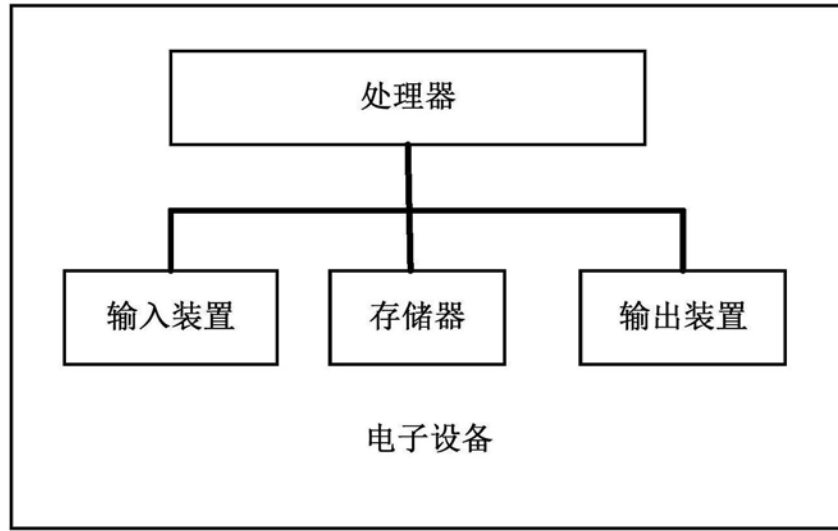 处理器
输入装置
存储器
输出装置
电子设备